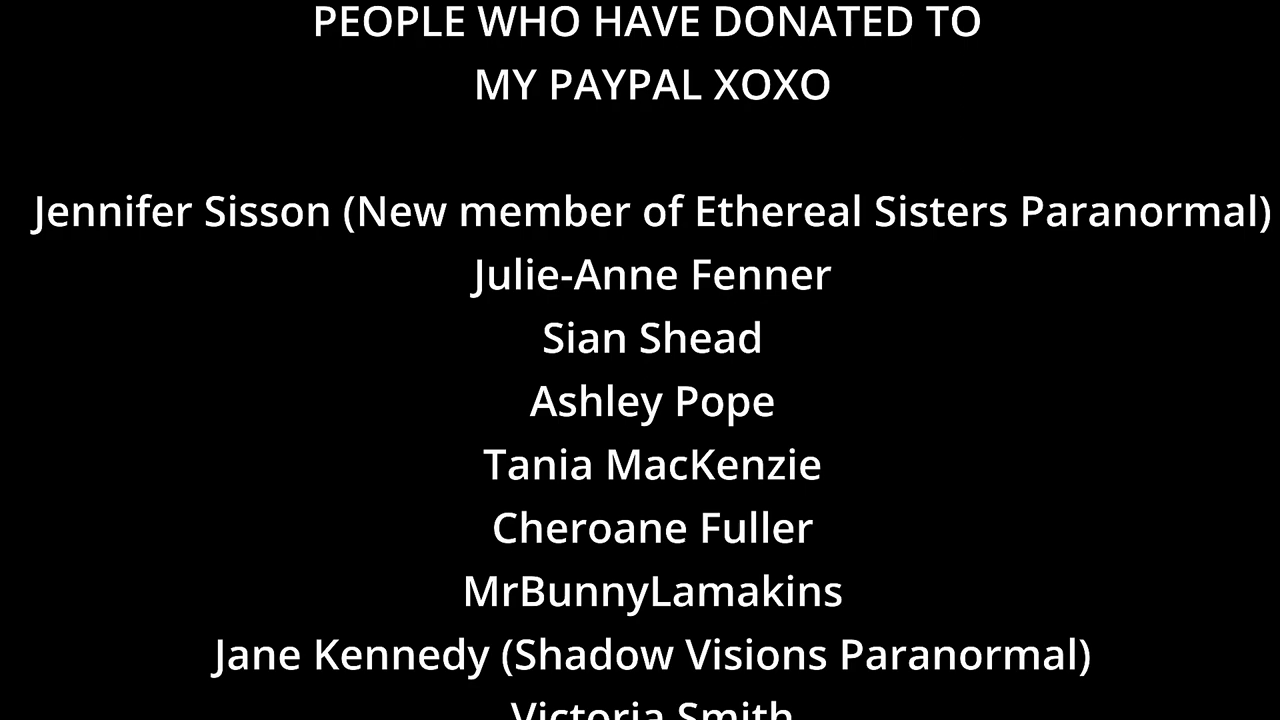 PEOPLE WHO HAVE DONATED TO
MY PAYPAL XOXO
Jennifer Sisson (New member of Ethereal Sisters Paranormal)
Julie-Anne Fenner
Sian Shead
Ashley Pope
Tania MacKenzie
Cheroane Fuller
MrBunnyLamakins
Jane Kennedy (Shadow Visions Paranormal)
Victoria Smith